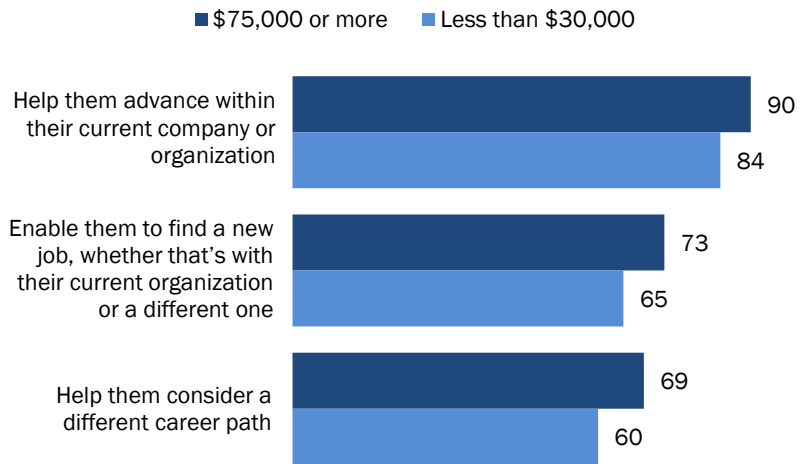 $75,000 or more Less than $30,000
Help them advance within
their current company or
organization
90
84
Enable them to find a new
job, whether that’s with
their current organization
or a different one
73
65
Help them consider a
different career path
69
60